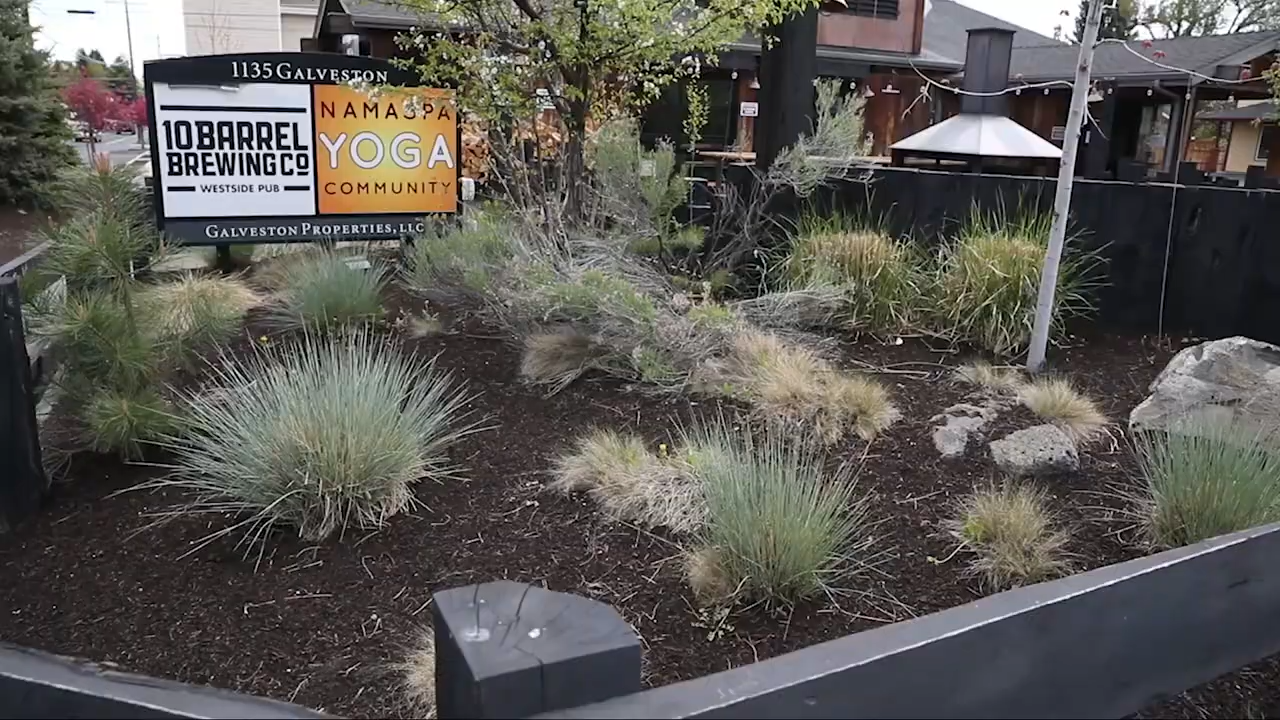 1135 GALVESTON
10 BARREL
BREWING CO
WESTSIDE PUB
NAMASPA
YOGA
COMMUNITY
GALVESTON PROPERTIES, LLC